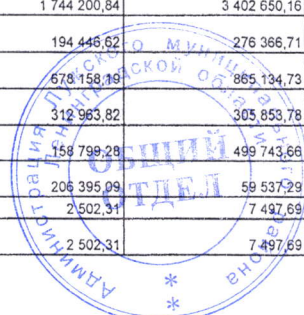 1 744 200,84 3 402 650,16
194 446,62 276 366,71
678 158,19 865 134,73
312 963,82 305 853,78
158 799,28 499 743,66
206 395,09 59 537,29
2 502,31 7 497,69
2 502,31 7 497,69
Администрация Лужского муниципального района
Ленинградской области
ОБЩИЙ
ОТДЕЛ